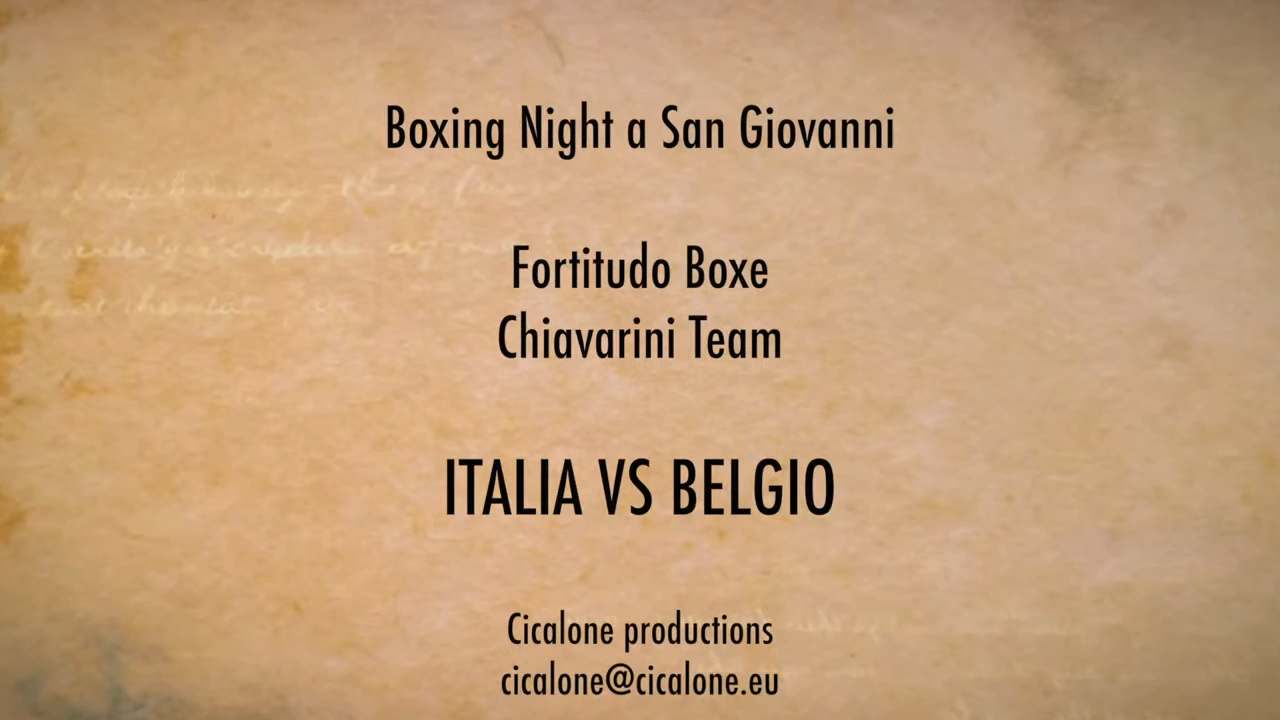 Boxing Night a San Giovanni
Fortitudo Boxe
Chiavarini Team
ITALIA VS BELGIO
Cicalone productions
cicalone@cicalone.eu